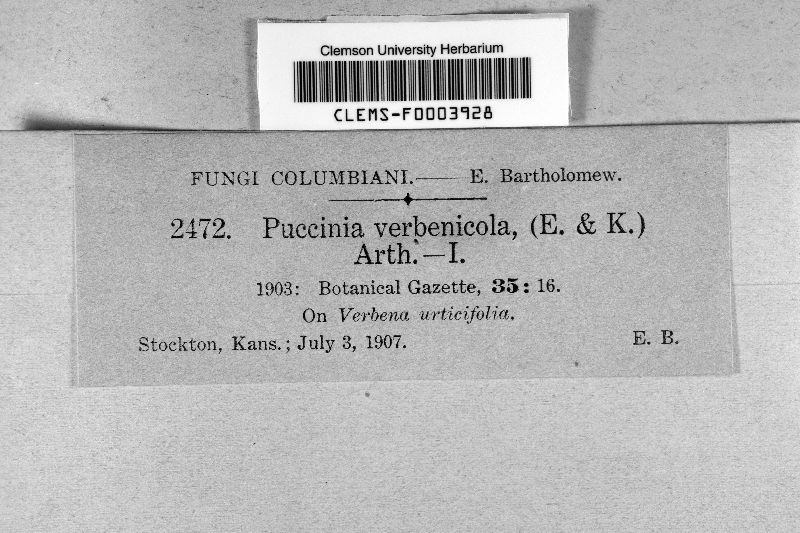 Clemson University Herbarium
CLEMS-F0003928
FUNGI COLUMBIANI.—— E. Bartholomew.
2472. Puccinia verbenicola, (E. & K.)
Arth.—I.
1903: Botanical Gazette, 35: 16.
On Verbena urticifolia.
Stockton, Kans.; July 3, 1907. E. B.